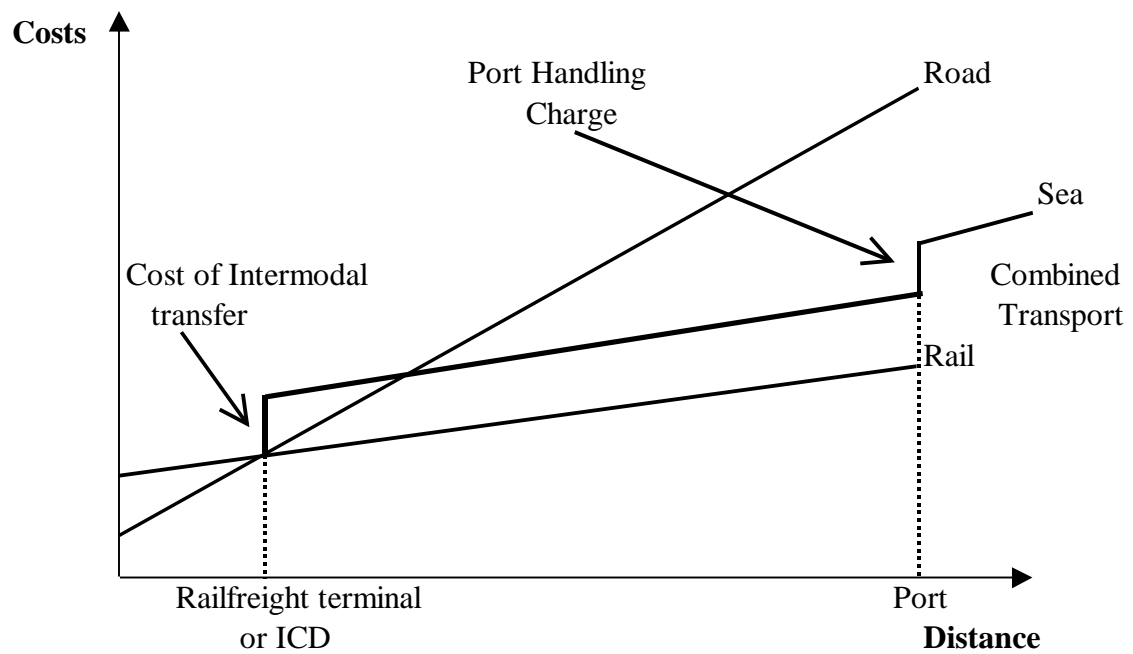 Costs
Port Handling
Charge
Road
Sea
Cost of Intermodal
transfer
Combined
Transport
Rail
Railfreight terminal
or ICD
Port
Distance